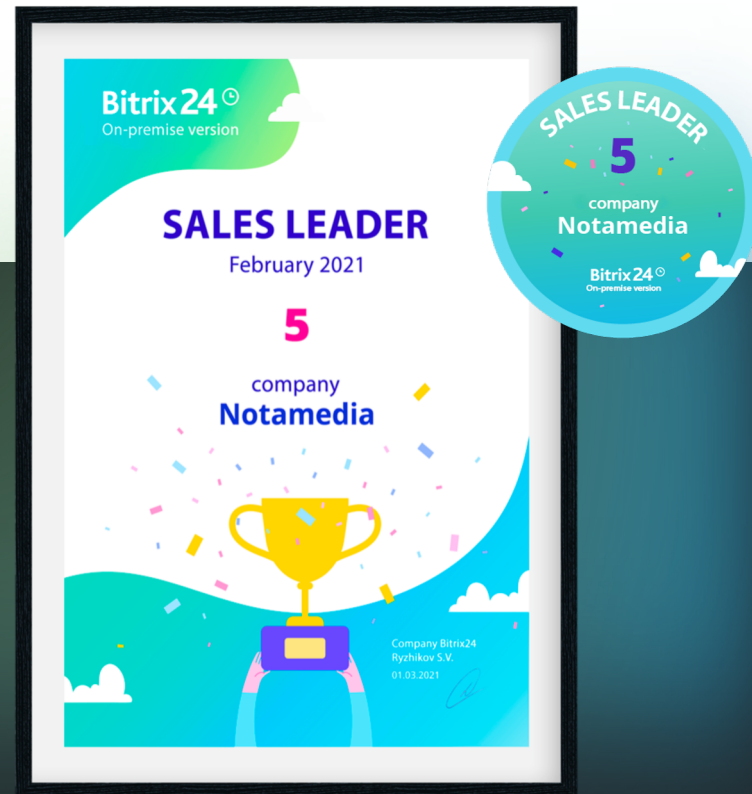 Bitrix24
On-premise version
SALES LEADER
February 2021
5
company
Notamedia
Company Bitrix24
Ryzhikov S.V.
01.03.2021
SALES LEADER
5
company
Notamedia
Bitrix24
On-premise version